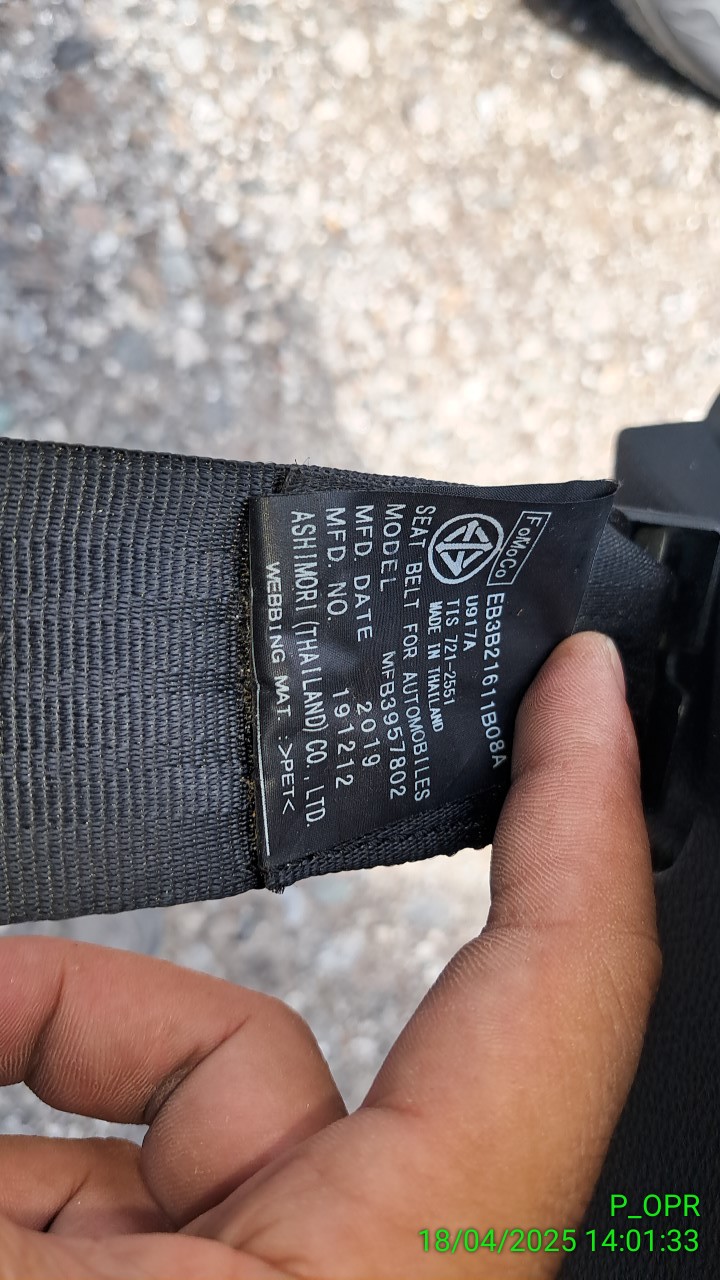 FoMoCo
EB3B21611B08A
U917A
TIS 721-2551
MADE IN THAILAND
SEAT BELT FOR AUTOMOBILES
MODEL MFB3957802
MFD. DATE 2019
MFD. NO. 191212
ASHIMORI (THAILAND) CO., LTD.
WEBBING MAT. :>PET<
P_OPR
18/04/2025 14:01:33